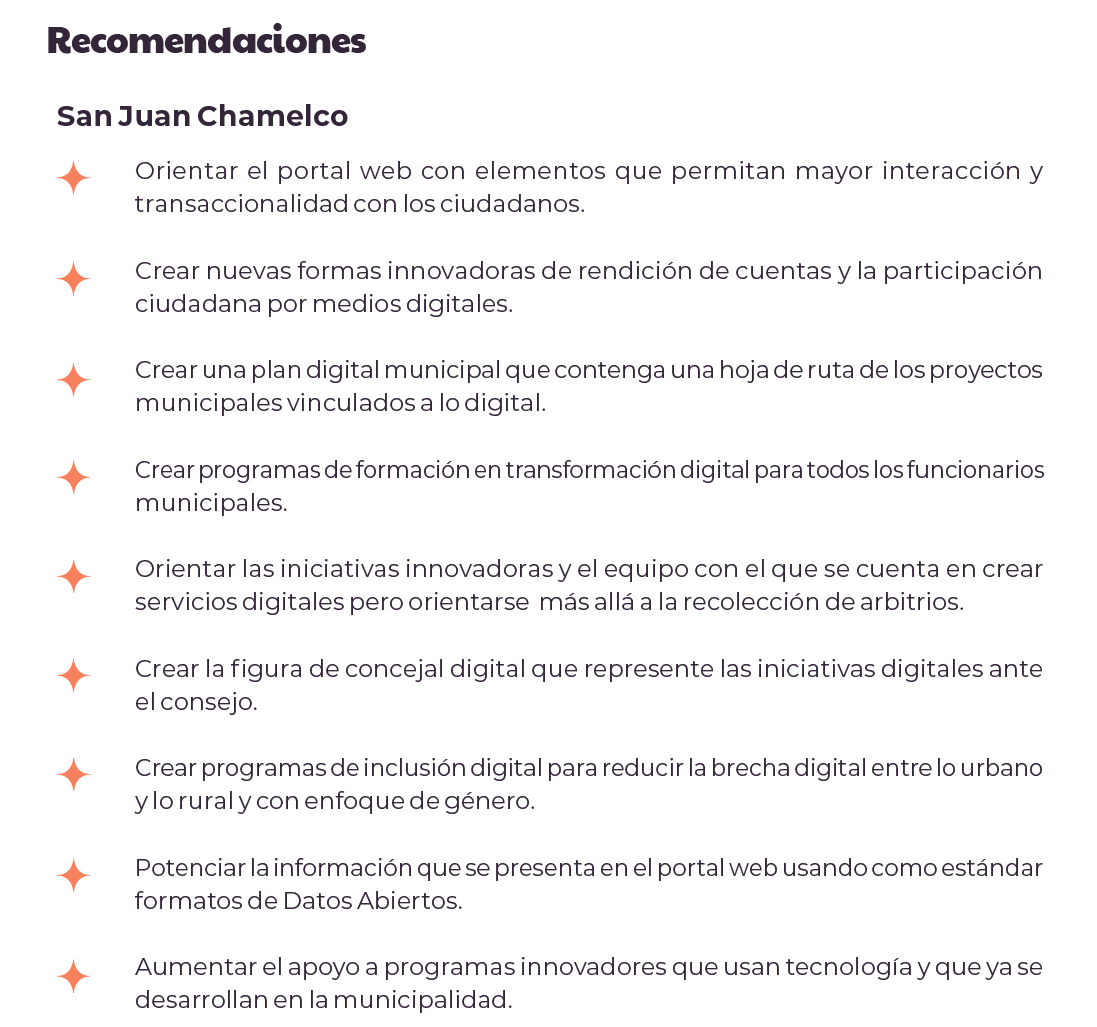 Recomendaciones
San Juan Chamelco
Orientar el portal web con elementos que permitan mayor interacción y
transaccionalidad con los ciudadanos.
Crear nuevas formas innovadoras de rendición de cuentas y la participación
ciudadana por medios digitales.
Crear una plan digital municipal que contenga una hoja de ruta de los proyectos
municipales vinculados a lo digital.
Crear programas de formación en transformación digital para todos los funcionarios
municipales.
Orientar las iniciativas innovadoras y el equipo con el que se cuenta en crear
servicios digitales pero orientarse  más allá a la recolección de arbitrios.
Crear la figura de concejal digital que represente las iniciativas digitales ante
el consejo.
Crear programas de inclusión digital para reducir la brecha digital entre lo urbano
y lo rural y con enfoque de género.
Potenciar la información que se presenta en el portal web usando como estándar
formatos de Datos Abiertos.
Aumentar el apoyo a programas innovadores que usan tecnología y que ya se
desarrollan en la municipalidad.